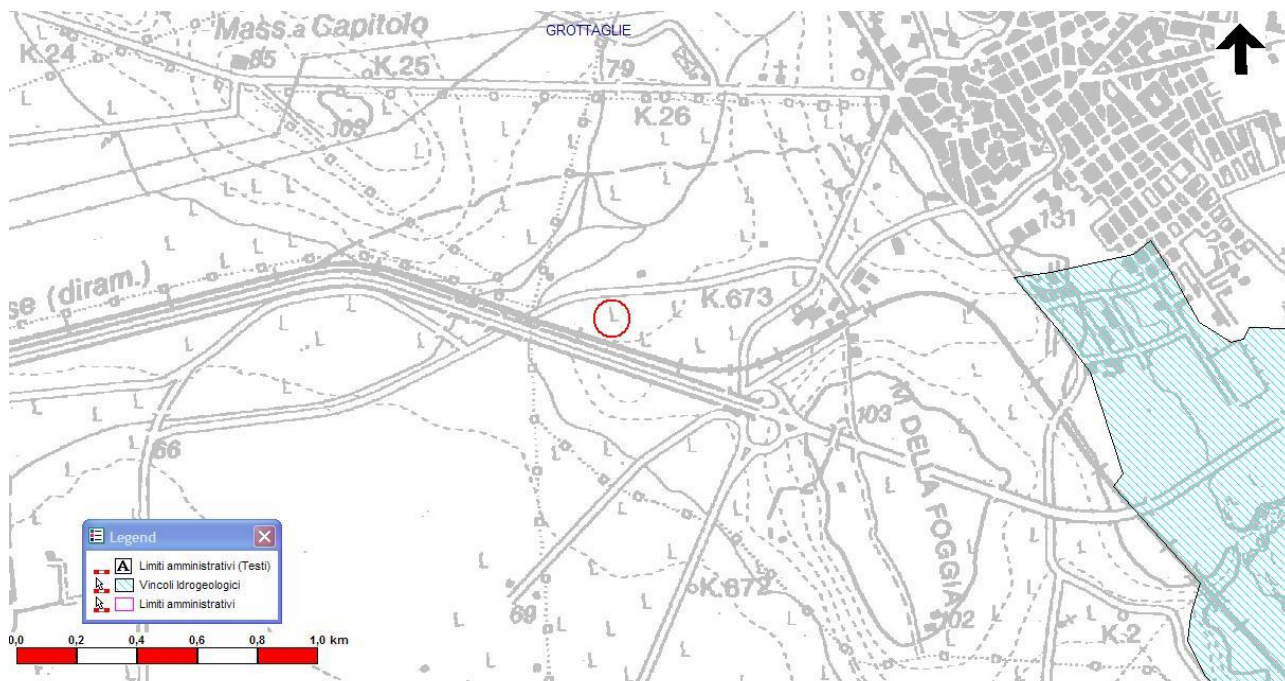 Mass.a Capitolo
GROTTAGLIE
K.24
95
K.25
79
K.26
103
131
se (diram.)
K.673
66
103
M. DELLA FOGGIA
69
K.672
102
K.2
Legend
A Limiti amministrativi (Testi)
Vincoli Idrogeologici
Limiti amministrativi
0,0 0,2 0,4 0,6 0,8 1,0 km